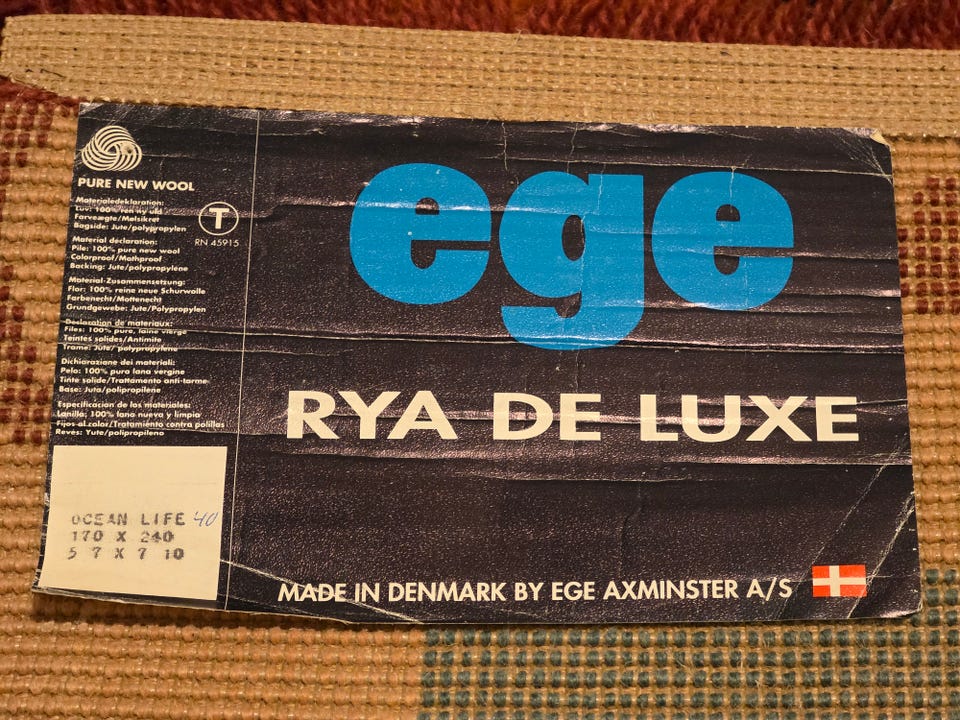 PURE NEW WOOL
Materialedeklaration:
Luv: 100% ren ny uld
Farveægte/Mølsikret
Bagside: Jute/polypropylen
Material declaration:
Pile: 100% pure new wool
Colorproof/Mothproof
Backing: Jute/polypropylene
Material-Zusammensetzung:
Flor: 100% reine neue Schurwolle
Farbenecht/Mottenecht
Grundgewebe: Jute/Polypropylen
Declaration de materiaux:
Files: 100% pure, laine vierge
Teintes solides/Antimite
Trame: Jute/polypropylene
Dichiarazione dei materiali:
Pelo: 100% pura lana vergine
Tinte solide/Trattamento anti-tarme
Base: Juta/polipropilene
Especificacion de los materiales:
Lanilla: 100% lana nueva y limpia
Fijos al color/Tratamiento contra polillas
Revés: Yute/polipropileno
T
RN 45915
ege
RYA DE LUXE
OCEAN LIFE 40
170 X 240
5 7 X 7 10
MADE IN DENMARK BY EGE AXMINSTER A/S